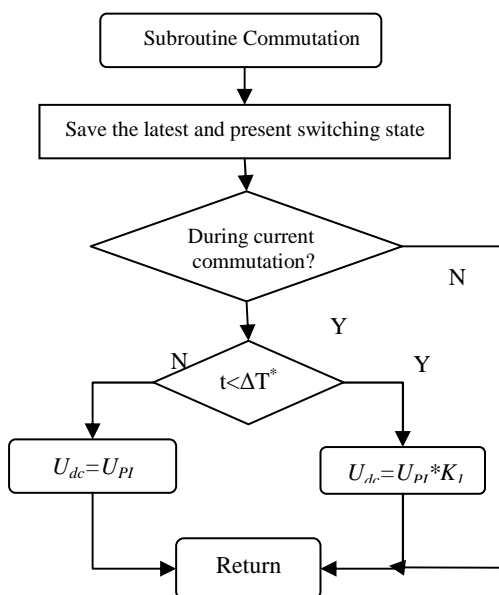 Subroutine Commutation
Save the latest and present switching state
During current
commutation?
N
Y
N
t<ΔT*
Y
U_dc=U_PI
U_dc=U_PI*K_1
Return